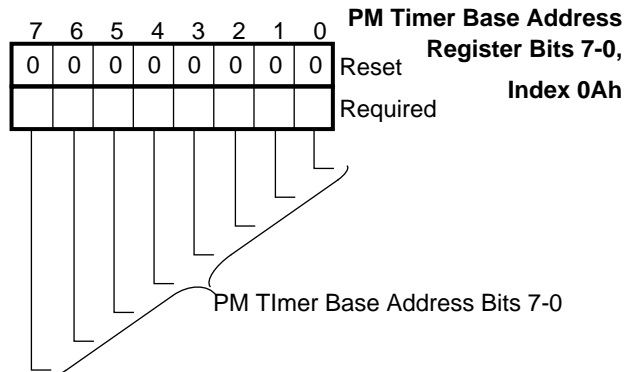 PM Timer Base Address
Register Bits 7-0,
Index 0Ah
7 6 5 4 3 2 1 0
0 0 0 0 0 0 0 0 Reset
Required
PM TImer Base Address Bits 7-0